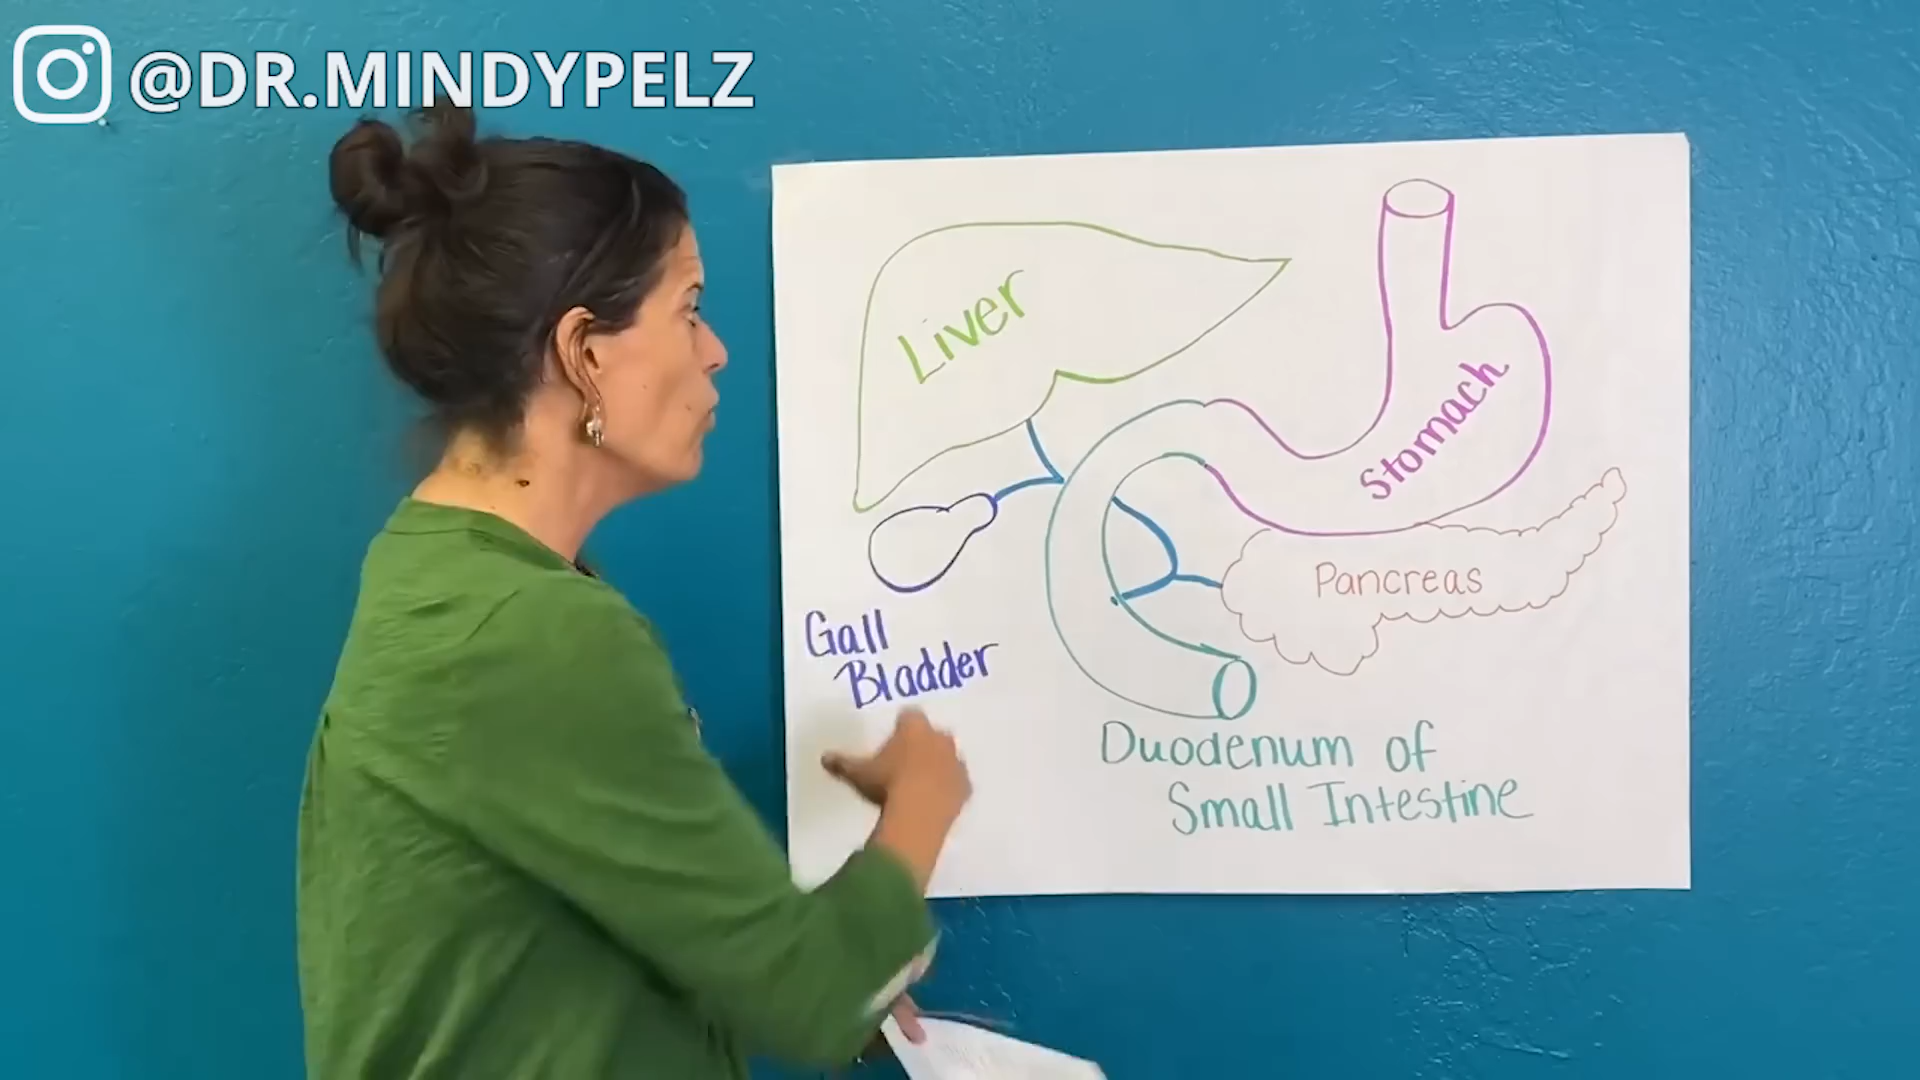 @DR.MINDYPELZ
Liver
Stomach
Pancreas
Gall
Bladder
Duodenum of
Small Intestine